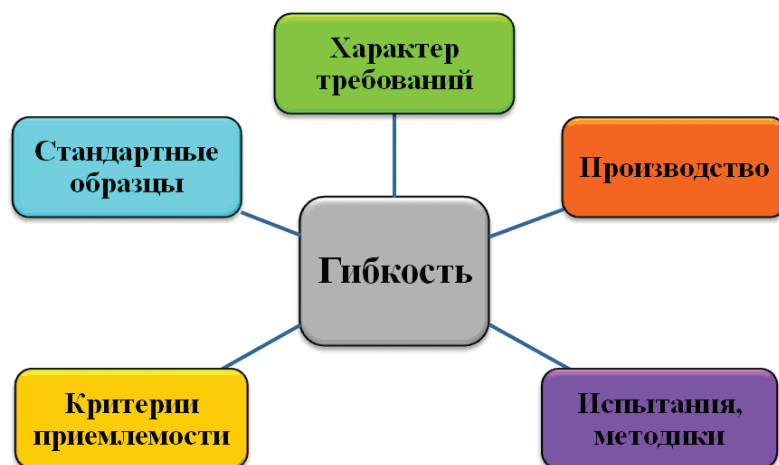 Характер
требований
Стандартные
образцы
Производство
Гибкость
Критерии
приемлемости
Испытания,
методики